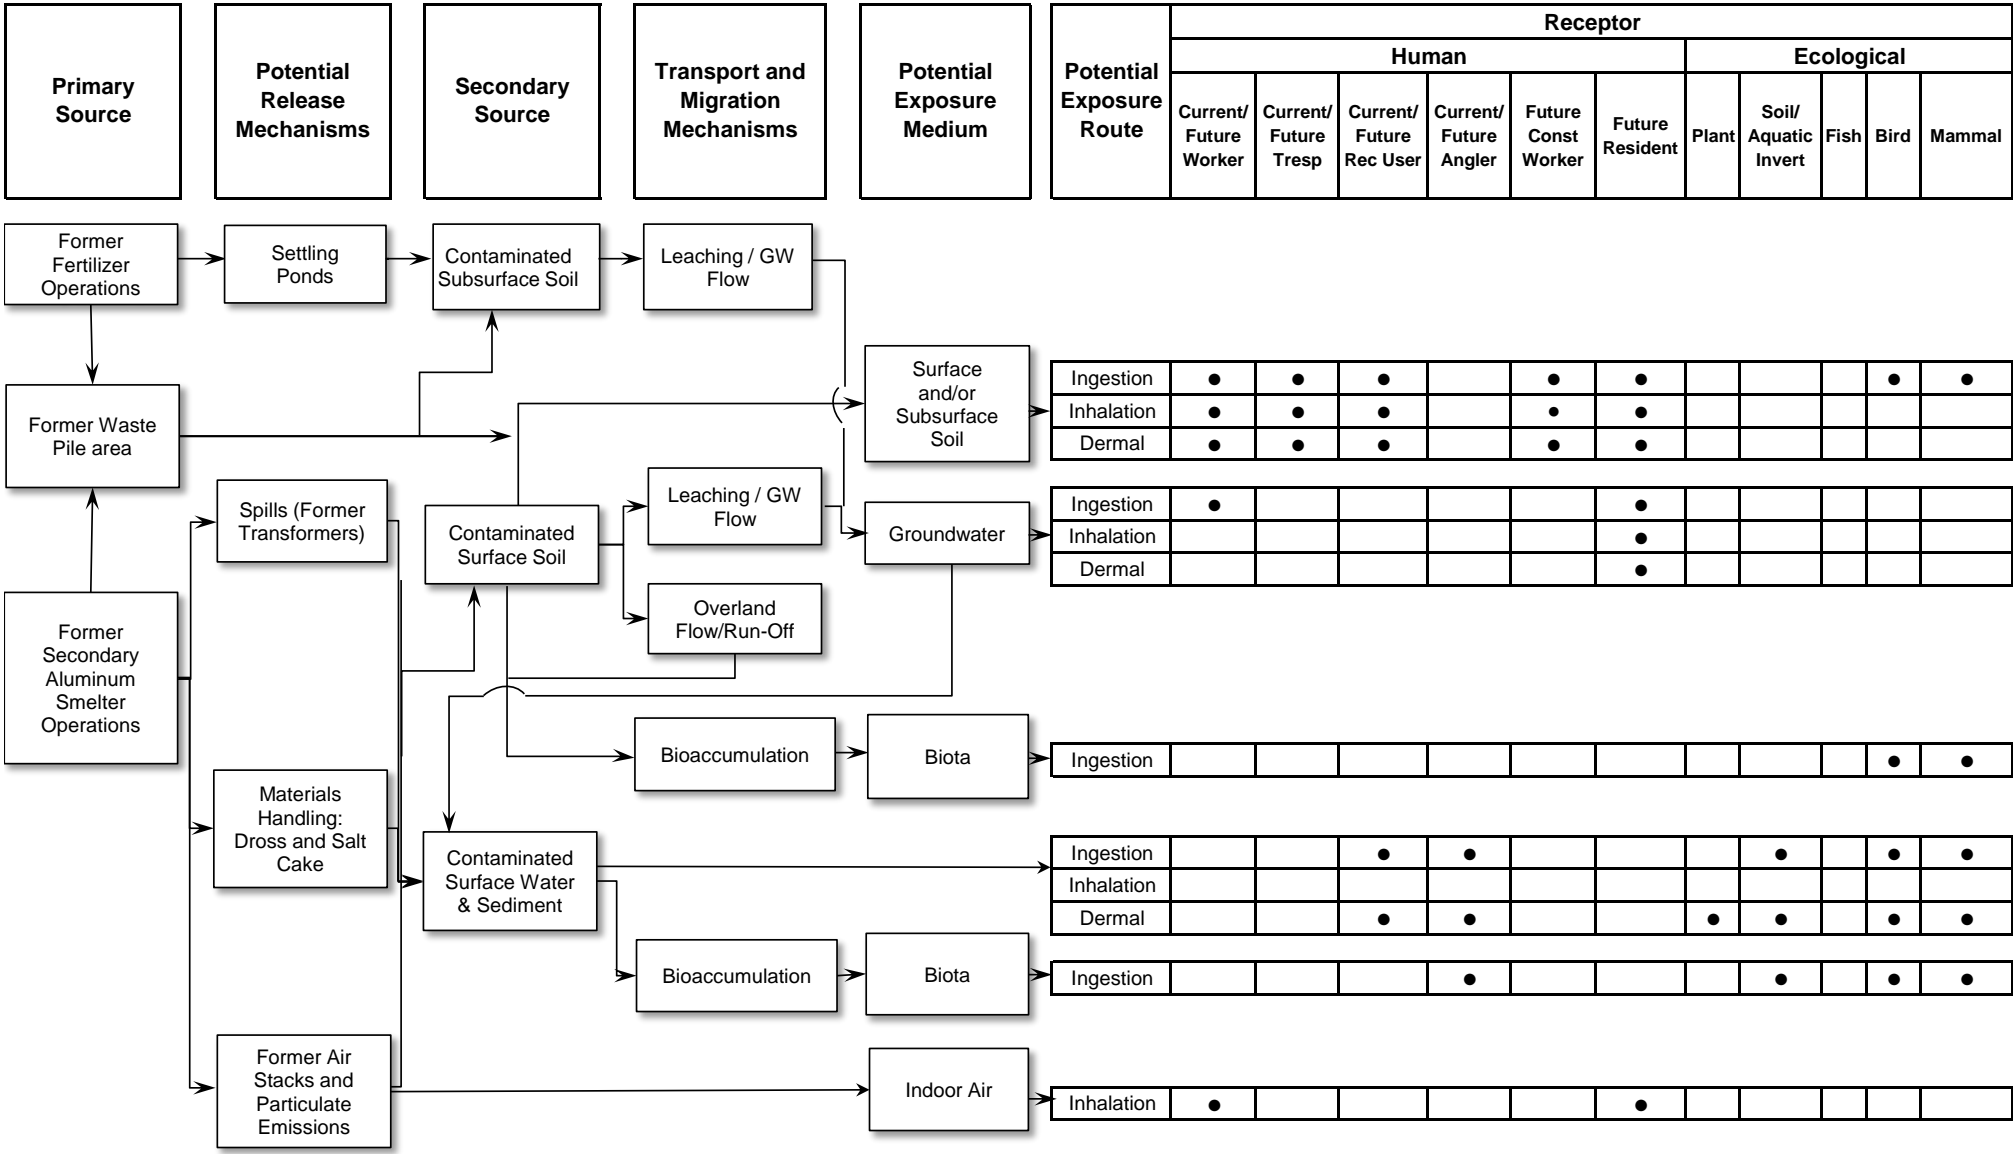 Primary
Source
Potential
Release
Mechanisms
Secondary
Source
Transport and
Migration
Mechanisms
Potential
Exposure
Medium
Potential
Exposure
Route
Receptor
Human
Ecological
Current/
Future
Worker
Current/
Future
Tresp
Current/
Future
Rec User
Current/
Future
Angler
Future
Const
Worker
Future
Resident
Plant
Soil/
Aquatic
Invert
Fish
Bird
Mammal
Former
Fertilizer
Operations
Settling
Ponds
Contaminated
Subsurface Soil
Leaching / GW
Flow
Former Waste
Pile area
Surface
and/or
Subsurface
Soil
Ingestion
Inhalation
Dermal
Spills (Former
Transformers)
Contaminated
Surface Soil
Leaching / GW
Flow
Groundwater
Ingestion
Inhalation
Dermal
Former
Secondary
Aluminum
Smelter
Operations
Overland
Flow/Run-Off
Bioaccumulation
Biota
Ingestion
Materials
Handling:
Dross and Salt
Cake
Contaminated
Surface Water
& Sediment
Ingestion
Inhalation
Dermal
Bioaccumulation
Biota
Ingestion
Former Air
Stacks and
Particulate
Emissions
Indoor Air
Inhalation